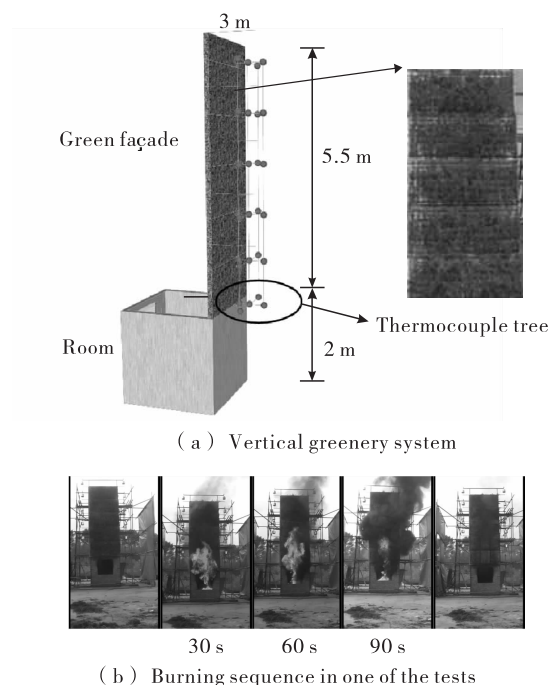 3 m
Green façade
5.5 m
Thermocouple tree
Room
2 m
( a ) Vertical greenery system
30 s 60 s 90 s
( b ) Burning sequence in one of the tests